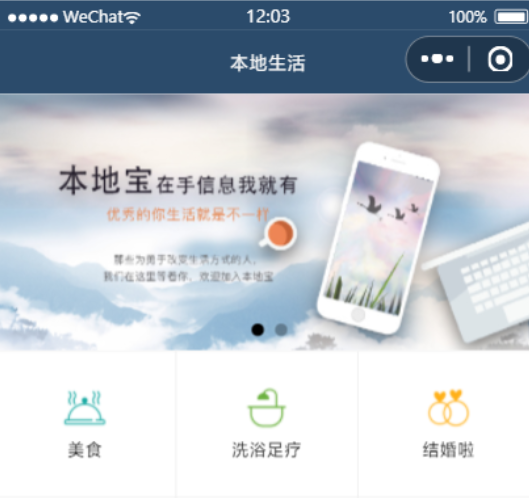 WeChat 12:03 100%
本地生活
本地宝在手信息我就有
优秀的你生活就是不一样
那些为勇于改变生活方式的人，
我们在这里等着你，欢迎加入本地宝
美食 洗浴足疗 结婚啦